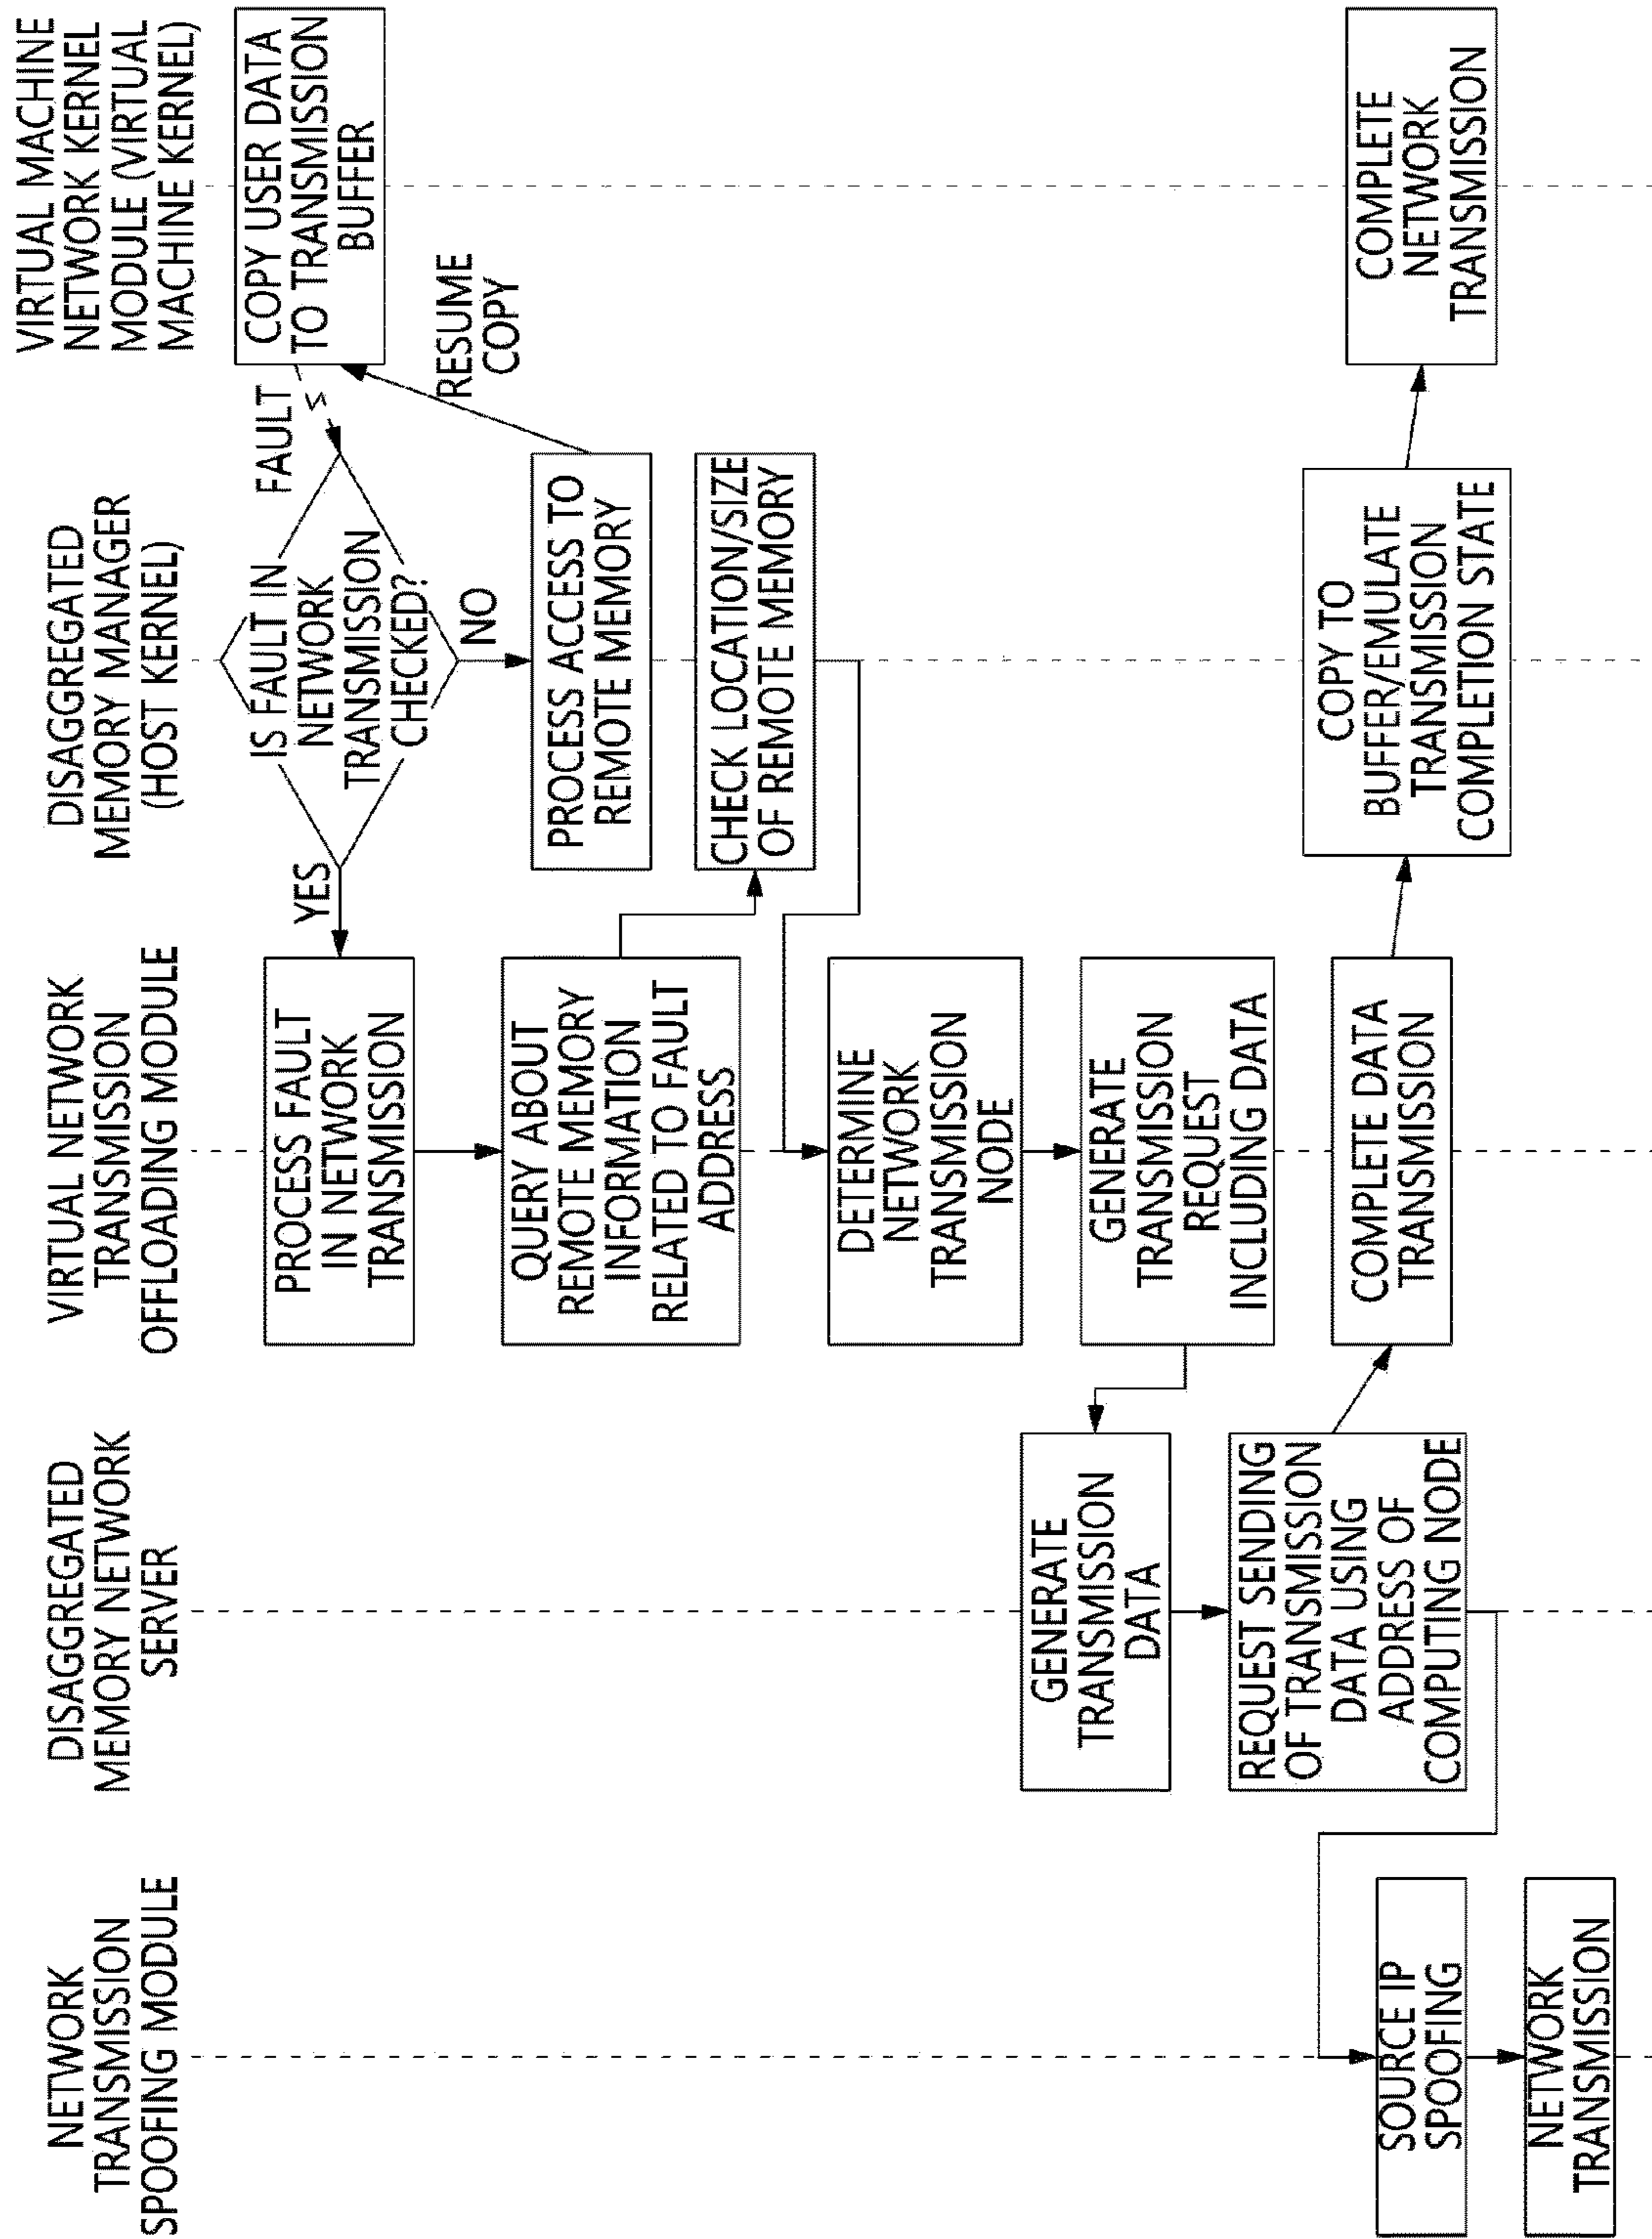 NETWORK
TRANSMISSION
SPOOFING MODULE
DISAGGREGATED
MEMORY NETWORK
SERVER
VIRTUAL NETWORK
TRANSMISSION
OFFLOADING MODULE
DISAGGREGATED
MEMORY MANAGER
(HOST KERNEL)
VIRTUAL MACHINE
NETWORK KERNEL
MODULE (VIRTUAL
MACHINE KERNEL)
COPY USER DATA
TO TRANSMISSION
BUFFER
FAULT
IS FAULT IN
NETWORK
TRANSMISSION
CHECKED?
YES
NO
RESUME
COPY
PROCESS FAULT
IN NETWORK
TRANSMISSION
PROCESS ACCESS TO
REMOTE MEMORY
QUERY ABOUT
REMOTE MEMORY
INFORMATION
RELATED TO FAULT
ADDRESS
CHECK LOCATION/SIZE
OF REMOTE MEMORY
DETERMINE
NETWORK
TRANSMISSION
NODE
GENERATE
TRANSMISSION
REQUEST
INCLUDING DATA
GENERATE
TRANSMISSION
DATA
REQUEST SENDING
OF TRANSMISSION
DATA USING
ADDRESS OF
COMPUTING NODE
SOURCE IP
SPOOFING
NETWORK
TRANSMISSION
COMPLETE DATA
TRANSMISSION
COPY TO
BUFFER/EMULATE
TRANSMISSION
COMPLETION STATE
COMPLETE
NETWORK
TRANSMISSION